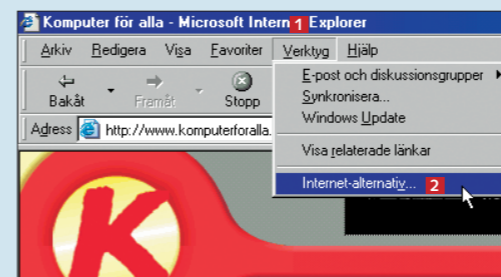 Komputer för alla - Microsoft Intern 1 Explorer
Arkiv Redigera Visa Favoriter Verktyg Hjälp
Bakåt Framåt Stopp
Adress http://www.komputerforalla.
E-post och diskussionsgrupper
Synkronisera...
Windows Update
Visa relaterade länkar
Internet-alternativ... 2
K